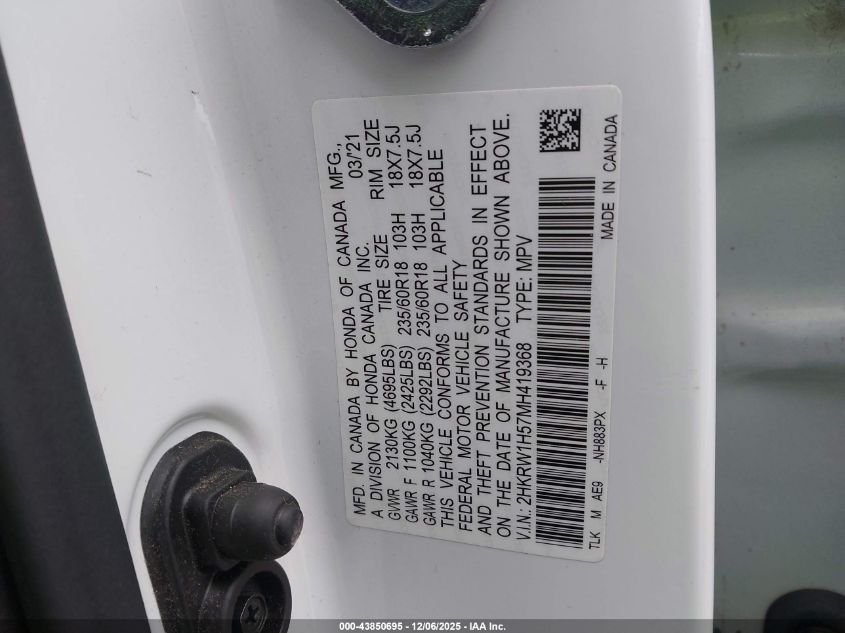 MFD. IN CANADA BY HONDA OF CANADA MFG.,
A DIVISION OF HONDA CANADA INC. 03/'21
GVWR 2130KG (4695LBS) TIRE SIZE RIM SIZE
GAWR F 1100KG (2425LBS) 235/60R18 103H 18X7.5J
GAWR R 1040KG (2292LBS) 235/60R18 103H 18X7.5J
THIS VEHICLE CONFORMS TO ALL APPLICABLE
FEDERAL MOTOR VEHICLE SAFETY
AND THEFT PREVENTION STANDARDS IN EFFECT
ON THE DATE OF MANUFACTURE SHOWN ABOVE.
V.I.N.: 2HKRW1H57MH419368 TYPE: MPV
TLK M AE9 -NH883PX -F -H MADE IN CANADA
000-43850695 - 12/06/2025 - IAA Inc.